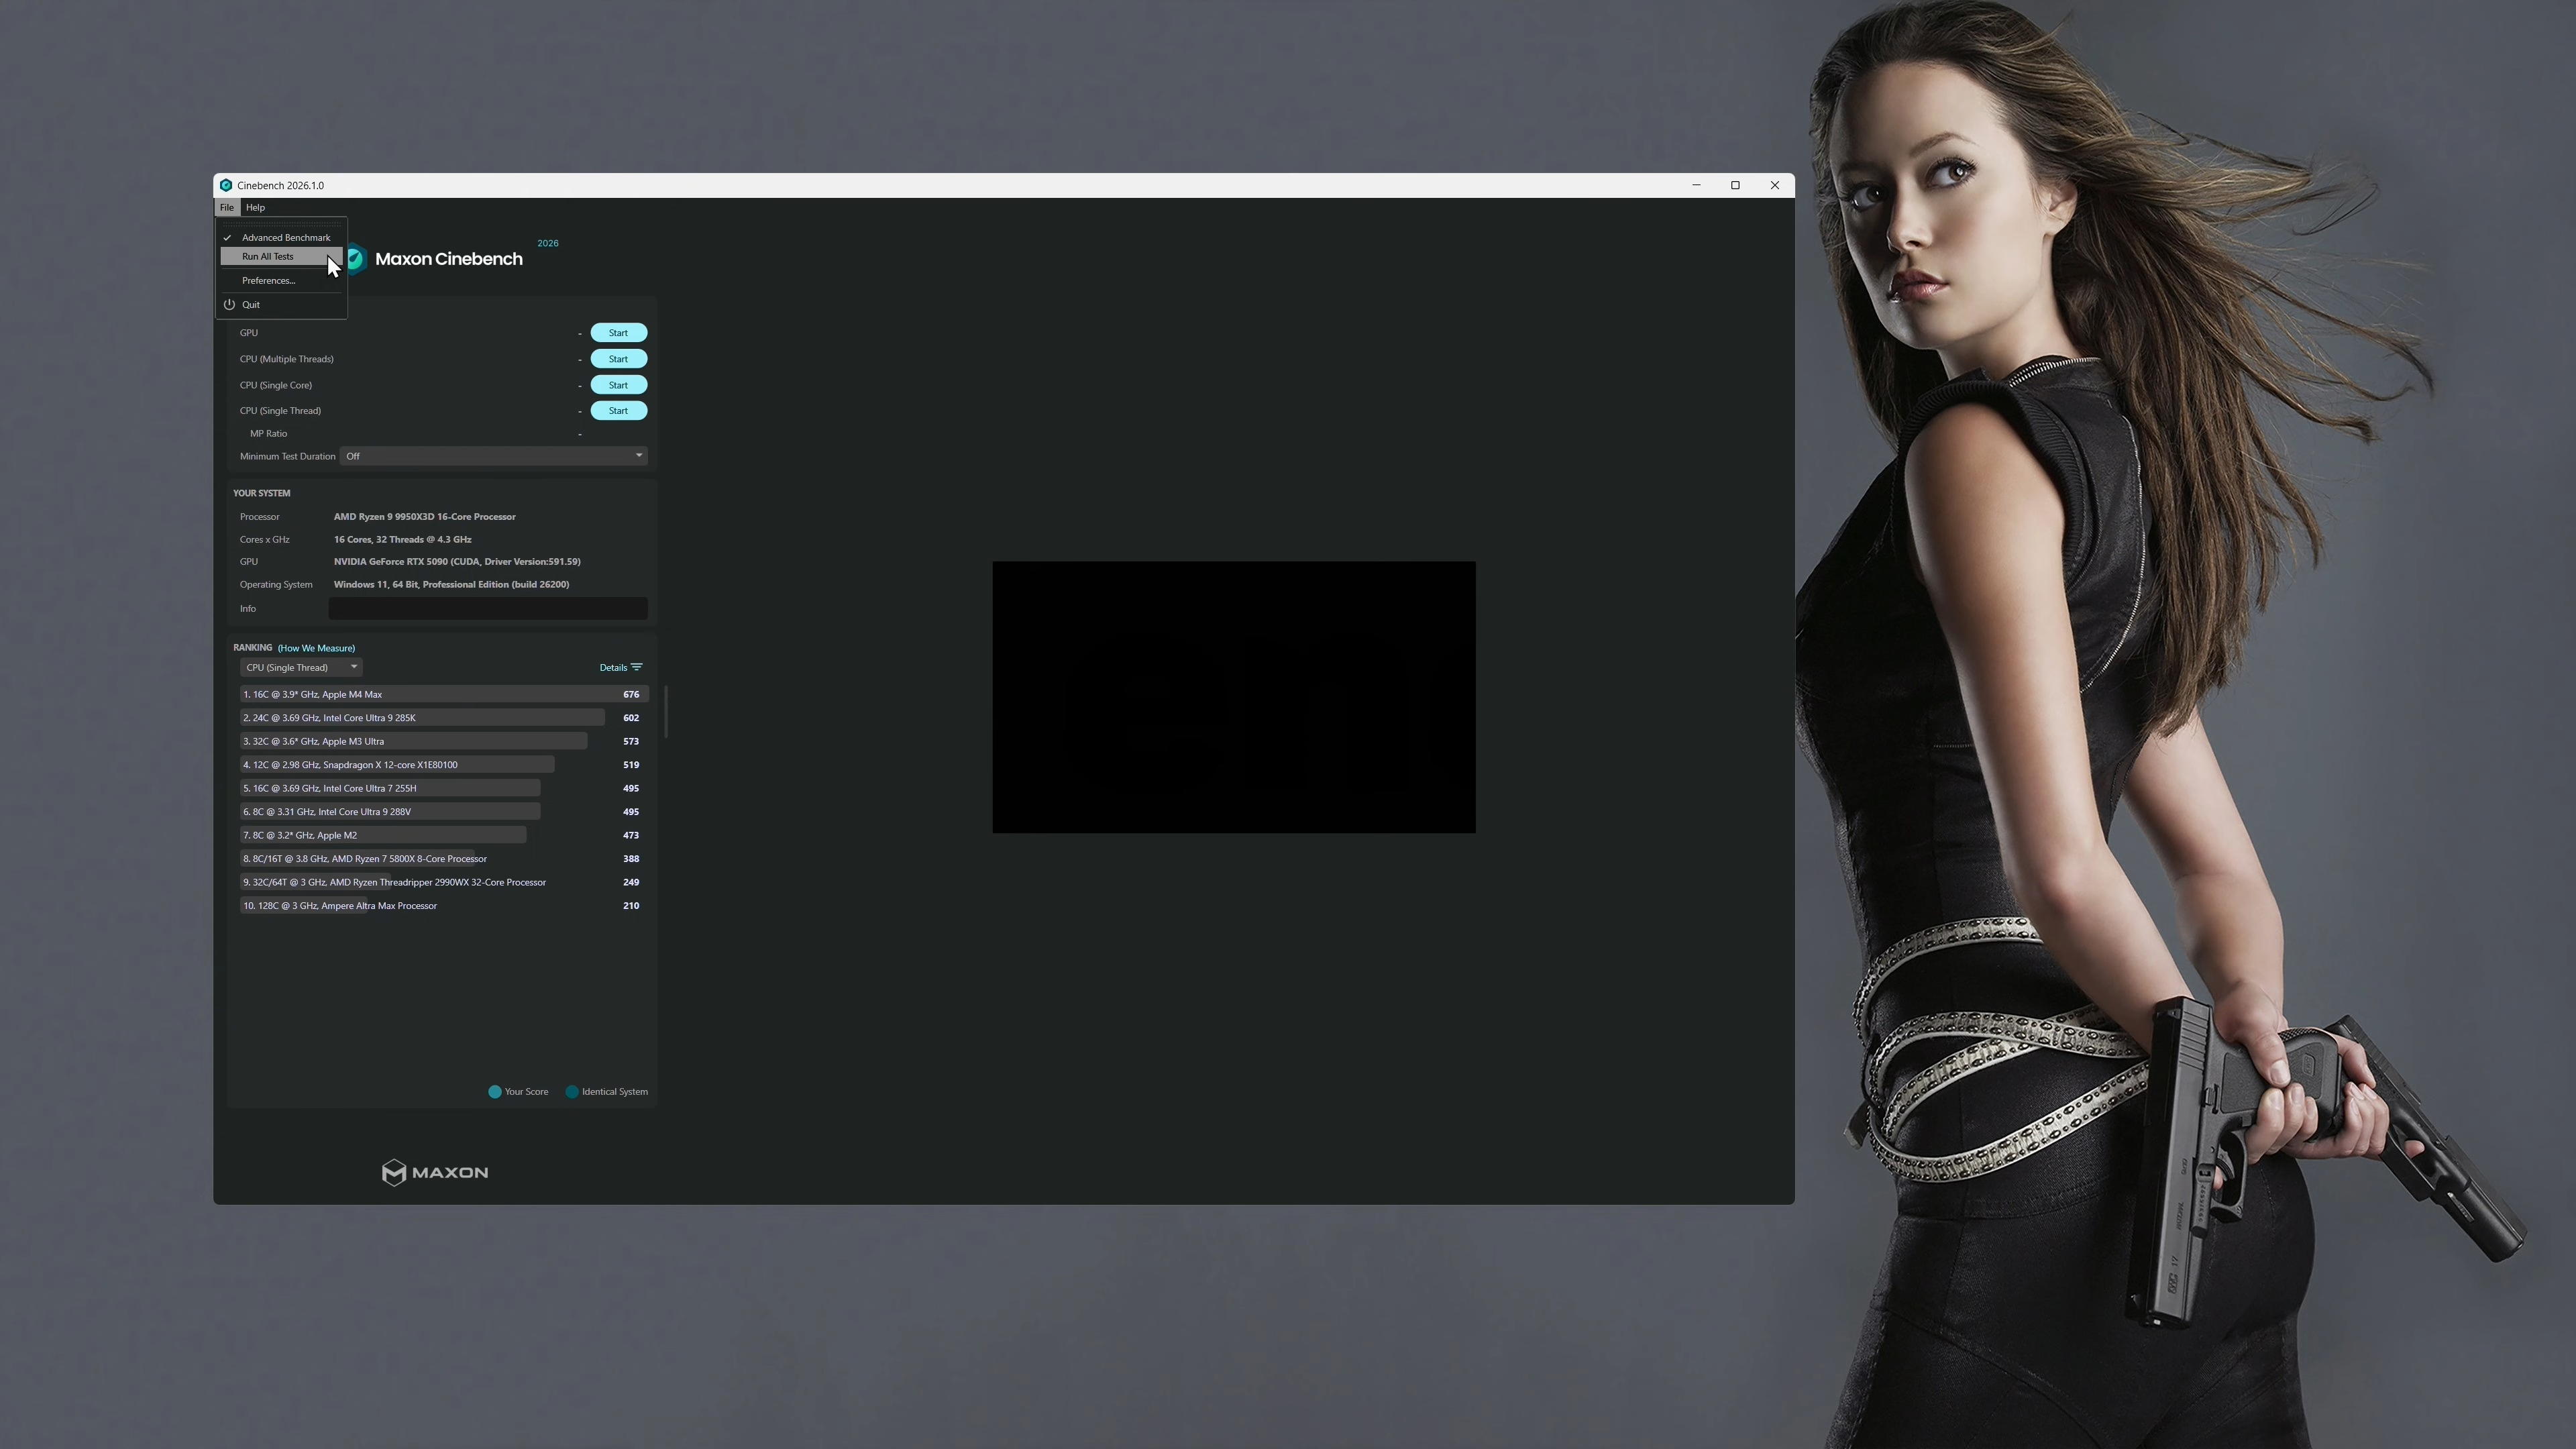 Cinebench 2026.1.0
File Help
Advanced Benchmark
Run All Tests
Preferences...
Quit
Maxon Cinebench 2026
GPU - Start
CPU (Multiple Threads) - Start
CPU (Single Core) - Start
CPU (Single Thread) - Start
MP Ratio -
Minimum Test Duration Off
YOUR SYSTEM
Processor AMD Ryzen 9 9950X3D 16-Core Processor
Cores x GHz 16 Cores, 32 Threads @ 4.3 GHz
GPU NVIDIA GeForce RTX 5090 (CUDA, Driver Version:591.59)
Operating System Windows 11, 64 Bit, Professional Edition (build 26200)
Info
RANKING (How We Measure)
CPU (Single Thread) Details
1. 16C @ 3.9* GHz, Apple M4 Max 676
2. 24C @ 3.69 GHz, Intel Core Ultra 9 285K 602
3. 32C @ 3.6* GHz, Apple M3 Ultra 573
4. 12C @ 2.98 GHz, Snapdragon X 12-core X1E80100 519
5. 16C @ 3.69 GHz, Intel Core Ultra 7 255H 495
6. 8C @ 3.31 GHz, Intel Core Ultra 9 288V 495
7. 8C @ 3.2* GHz, Apple M2 473
8. 8C/16T @ 3.8 GHz, AMD Ryzen 7 5800X 8-Core Processor 388
9. 32C/64T @ 3 GHz, AMD Ryzen Threadripper 2990WX 32-Core Processor 249
10. 128C @ 3 GHz, Ampere Altra Max Processor 210
Your Score Identical System
MAXON
17